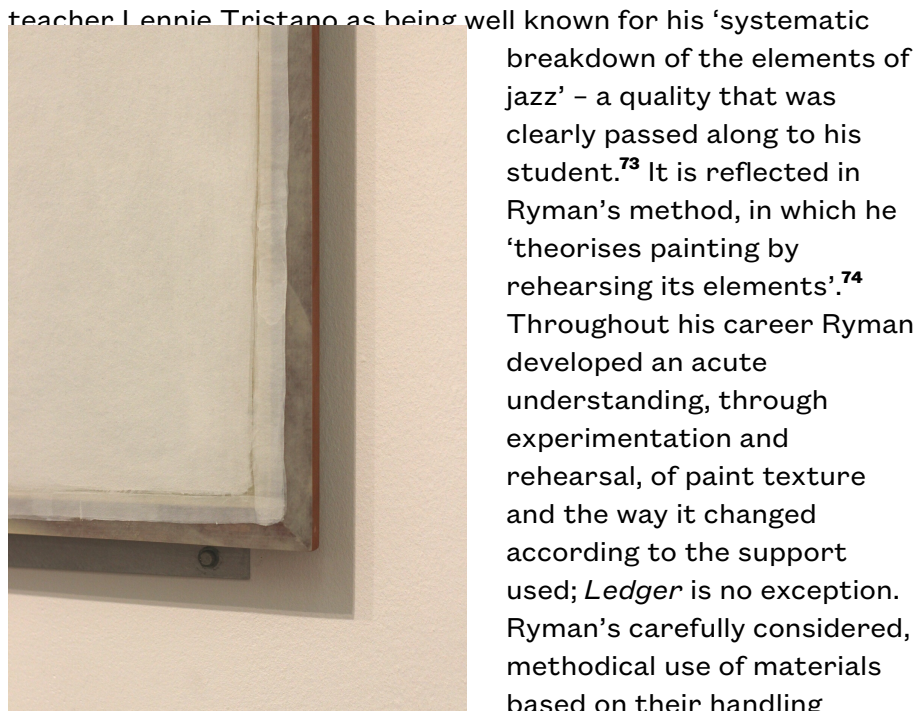 teacher Lennie Tristano as being well known for his ‘systematic
breakdown of the elements of
jazz’ – a quality that was
clearly passed along to his
student.73 It is reflected in
Ryman’s method, in which he
‘theorises painting by
rehearsing its elements’.74
Throughout his career Ryman
developed an acute
understanding, through
experimentation and
rehearsal, of paint texture
and the way it changed
according to the support
used; Ledger is no exception.
Ryman’s carefully considered,
methodical use of materials
based on their handling